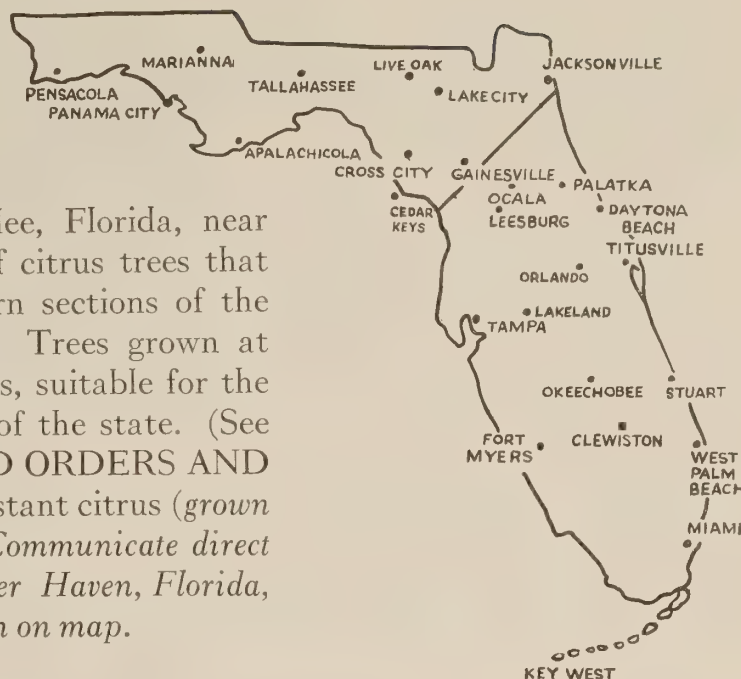 MARIANNA
PENSACOLA
PANAMA CITY
TALLAHASSEE
LIVE OAK
LAKE CITY
JACKSONVILLE
APALACHICOLA
CROSS CITY
GAINESVILLE
CEDAR
KEYS
OCALA
LEESBURG
PALATKA
DAYTONA
BEACH
TITUSVILLE
ORLANDO
LAKELAND
TAMPA
OKEECHOBEE
STUART
FORT
MYERS
CLEWISTON
WEST
PALM
BEACH
MIAMI
KEY WEST
Florida, near
f citrus trees that
rn sections of the
Trees grown at
s, suitable for the
of the state. (See
D ORDERS AND
stant citrus (grown
Communicate direct
er Haven, Florida,
n on map.